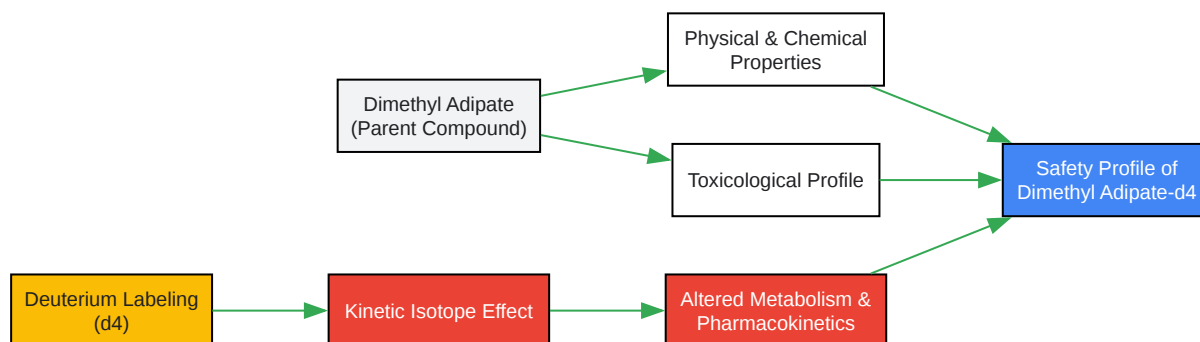 Physical & Chemical
Properties
Dimethyl Adipate
(Parent Compound)
Toxicological Profile
Safety Profile of
Dimethyl Adipate-d4
Deuterium Labeling
(d4)
Kinetic Isotope Effect
Altered Metabolism &
Pharmacokinetics